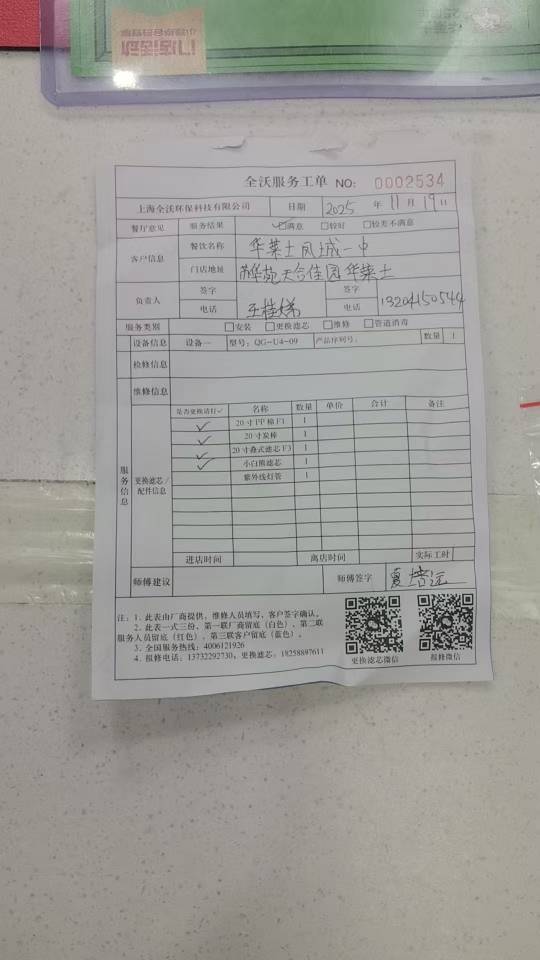 全沃服务工单 NO: 0002534
上海全沃环保科技有限公司 日期 2025 年 11 月 19 日
餐厅意见 服务结果 ☑满意 □较好 □较差不满意
客户信息 餐饮名称 华莱士凤城一中
门店地址 苑天合佳园华莱士
负责人 签字 签字
电话 王桂娣 电话 13204150544
服务类别 □安装 □更换滤芯 □维修 □管道消毒
设备信息 设备一 型号: QG-U4-09 产品序列号: 数量 1
检修信息
维修信息
服务信息 更换滤芯/配件信息
是否更换请打✓ 名称 数量 单价 合计 备注
✓ 20寸PP棉F1 1
✓ 20寸炭棒 1
✓ 20寸叠式滤芯F3 1
✓ 小白熊滤芯 1
紫外线灯管 1
进店时间 离店时间 实际工时
师傅建议 师傅签字 夏培运
注: 1. 此表由厂商提供, 维修人员填写, 客户签字确认。
2. 此表一式三份, 第一联厂商留底（白色）、第二联
服务人员留底（红色）、第三联客户留底（蓝色）。
3. 全国服务热线: 4006121926
4. 报修电话: 13732292730, 更换滤芯: 18258887611
更换滤芯微信 报修微信